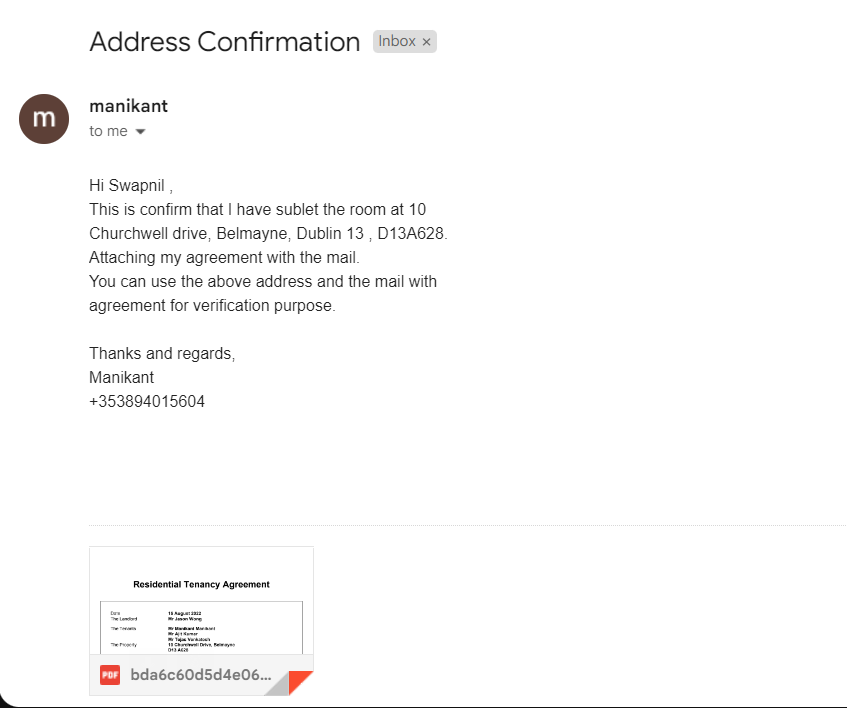 Address Confirmation Inbox ×
m
manikant
to me
Hi Swapnil ,
This is confirm that I have sublet the room at 10
Churchwell drive, Belmayne, Dublin 13 , D13A628.
Attaching my agreement with the mail.
You can use the above address and the mail with
agreement for verification purpose.
Thanks and regards,
Manikant
+353894015604
Residential Tenancy Agreement
Date 16 August 2022
The Landlord Mr Jason Wong
The Tenants Mr Manikant Manikant
Mr Ajit Kumar
Mr Tejas Venkatesh
The Property 10 Churchwell Drive, Belmayne
D13 A628
PDF bda6c60d5d4e06...